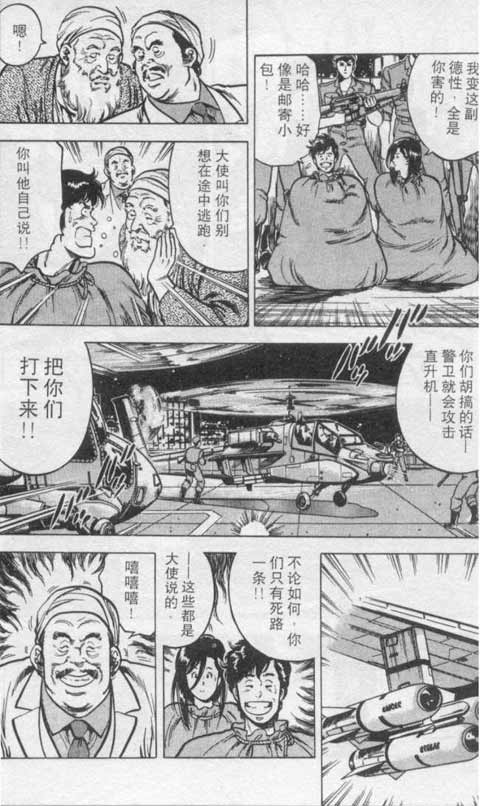 我变这副
德性，全是
你害的！
哈哈……好
像是邮寄小
包！
嗯！
大使叫你们别
想在途中逃跑
你叫他自己说！！
你们胡搞的话—
警卫就会攻击
直升机——
把你们
打下来！！
不论如何，你
们只有死路
一条！！
——这些都是
大使说的。
嘻嘻嘻！